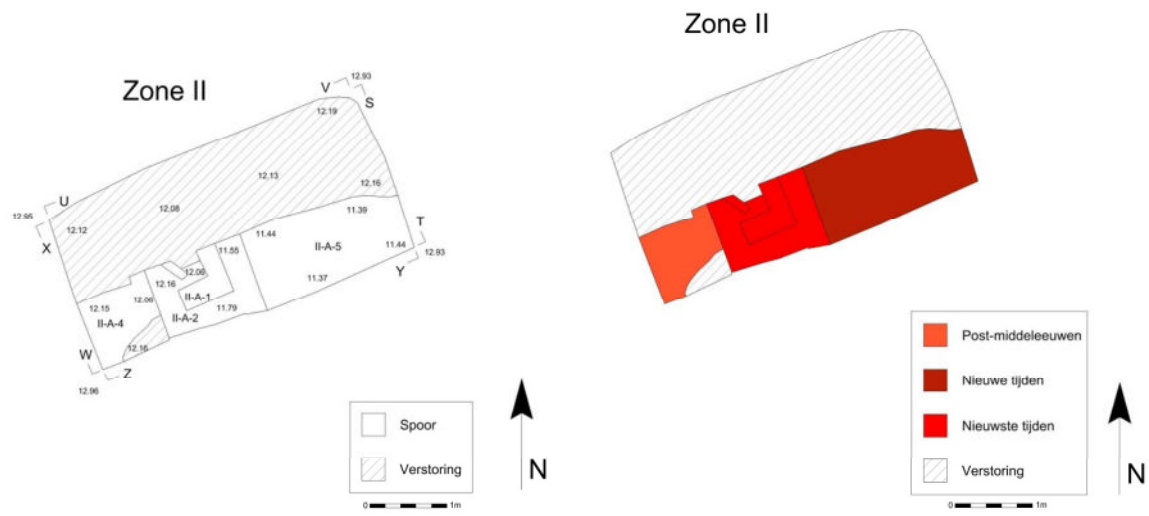 Zone II
V
12.93
S
12.19
12.13
12.16
U
12.95
X
12.12
12.08
11.39
T
11.44
II-A-5
11.44
12.93
Y
11.55
12.09
11.37
12.16
12.06
II-A-1
12.15
II-A-4
11.79
II-A-2
W
12.16
Z
12.96
Spoor
Verstoring
N
0
1m
Zone II
Post-middeleeuwen
Nieuwe tijden
Nieuwste tijden
Verstoring
N
0
1m